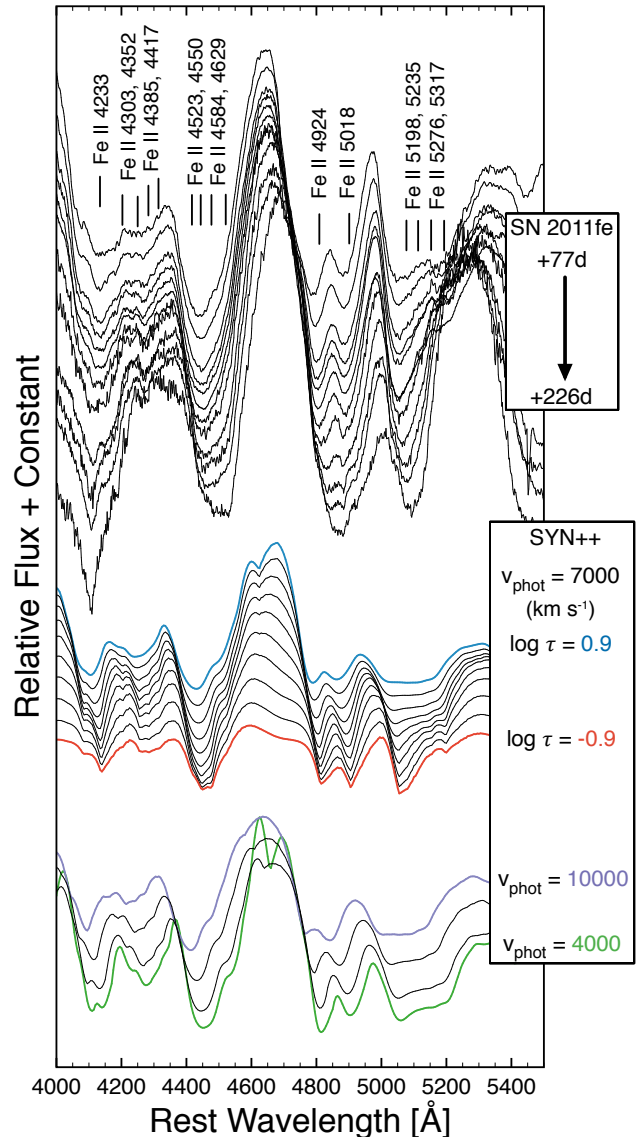 Fe II 4233
Fe II 4303, 4352
Fe II 4385, 4417
Fe II 4523, 4550
Fe II 4584, 4629
Fe II 4924
Fe II 5018
Fe II 5198, 5235
Fe II 5276, 5317
SN 2011fe
+77d
+226d
Relative Flux + Constant
SYN++
v_phot = 7000
(km s⁻¹)
log τ = 0.9
log τ = -0.9
v_phot = 10000
v_phot = 4000
4000 4200 4400 4600 4800 5000 5200 5400
Rest Wavelength [Å]